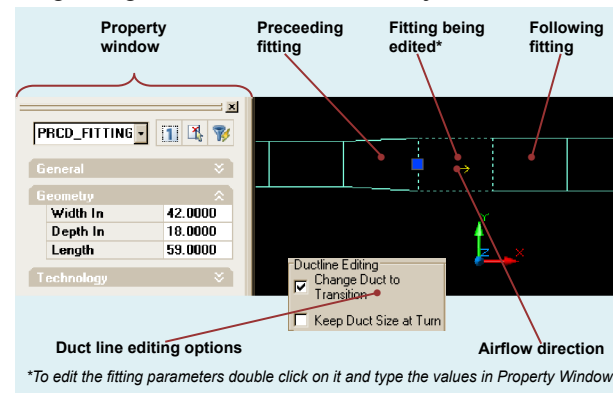 Property window
Preceeding fitting
Fitting being edited*
Following fitting
PRCD_FITTING
1
General
Geometry
Width In 42.0000
Depth In 18.0000
Length 59.0000
Technology
Y
Z
X
Ductline Editing
Change Duct to Transition
Keep Duct Size at Turn
Duct line editing options
Airflow direction
*To edit the fitting parameters double click on it and type the values in Property Window